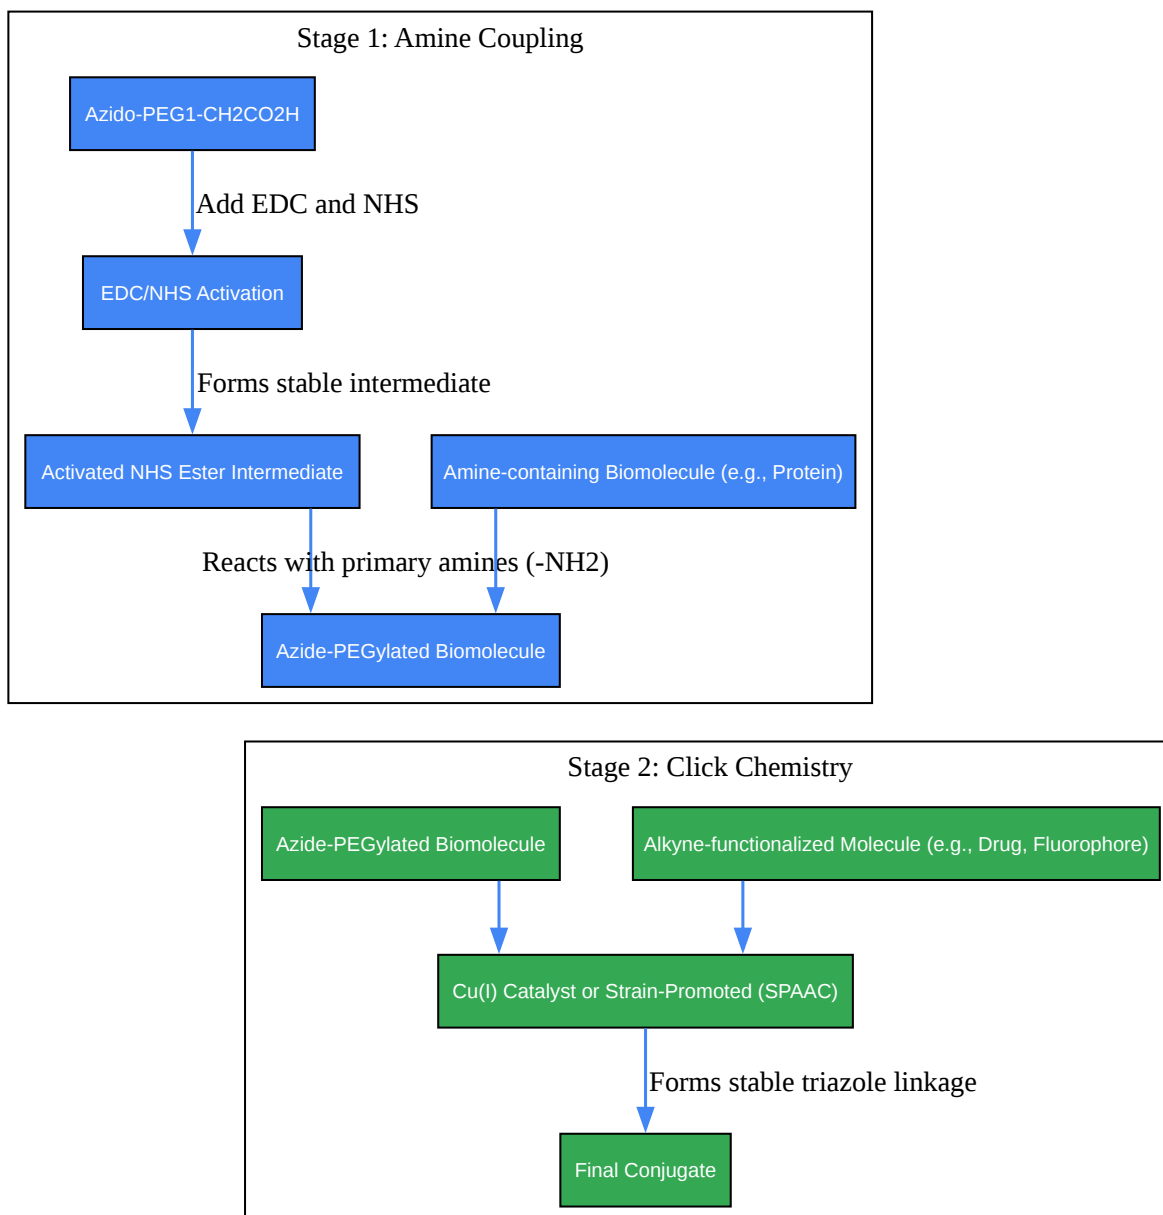 Stage 1: Amine Coupling
Azido-PEG1-CH2CO2H
Add EDC and NHS
EDC/NHS Activation
Forms stable intermediate
Activated NHS Ester Intermediate
Amine-containing Biomolecule (e.g., Protein)
Reacts with primary amines (-NH2)
Azide-PEGylated Biomolecule
Stage 2: Click Chemistry
Azide-PEGylated Biomolecule
Alkyne-functionalized Molecule (e.g., Drug, Fluorophore)
Cu(I) Catalyst or Strain-Promoted (SPAAC)
Forms stable triazole linkage
Final Conjugate